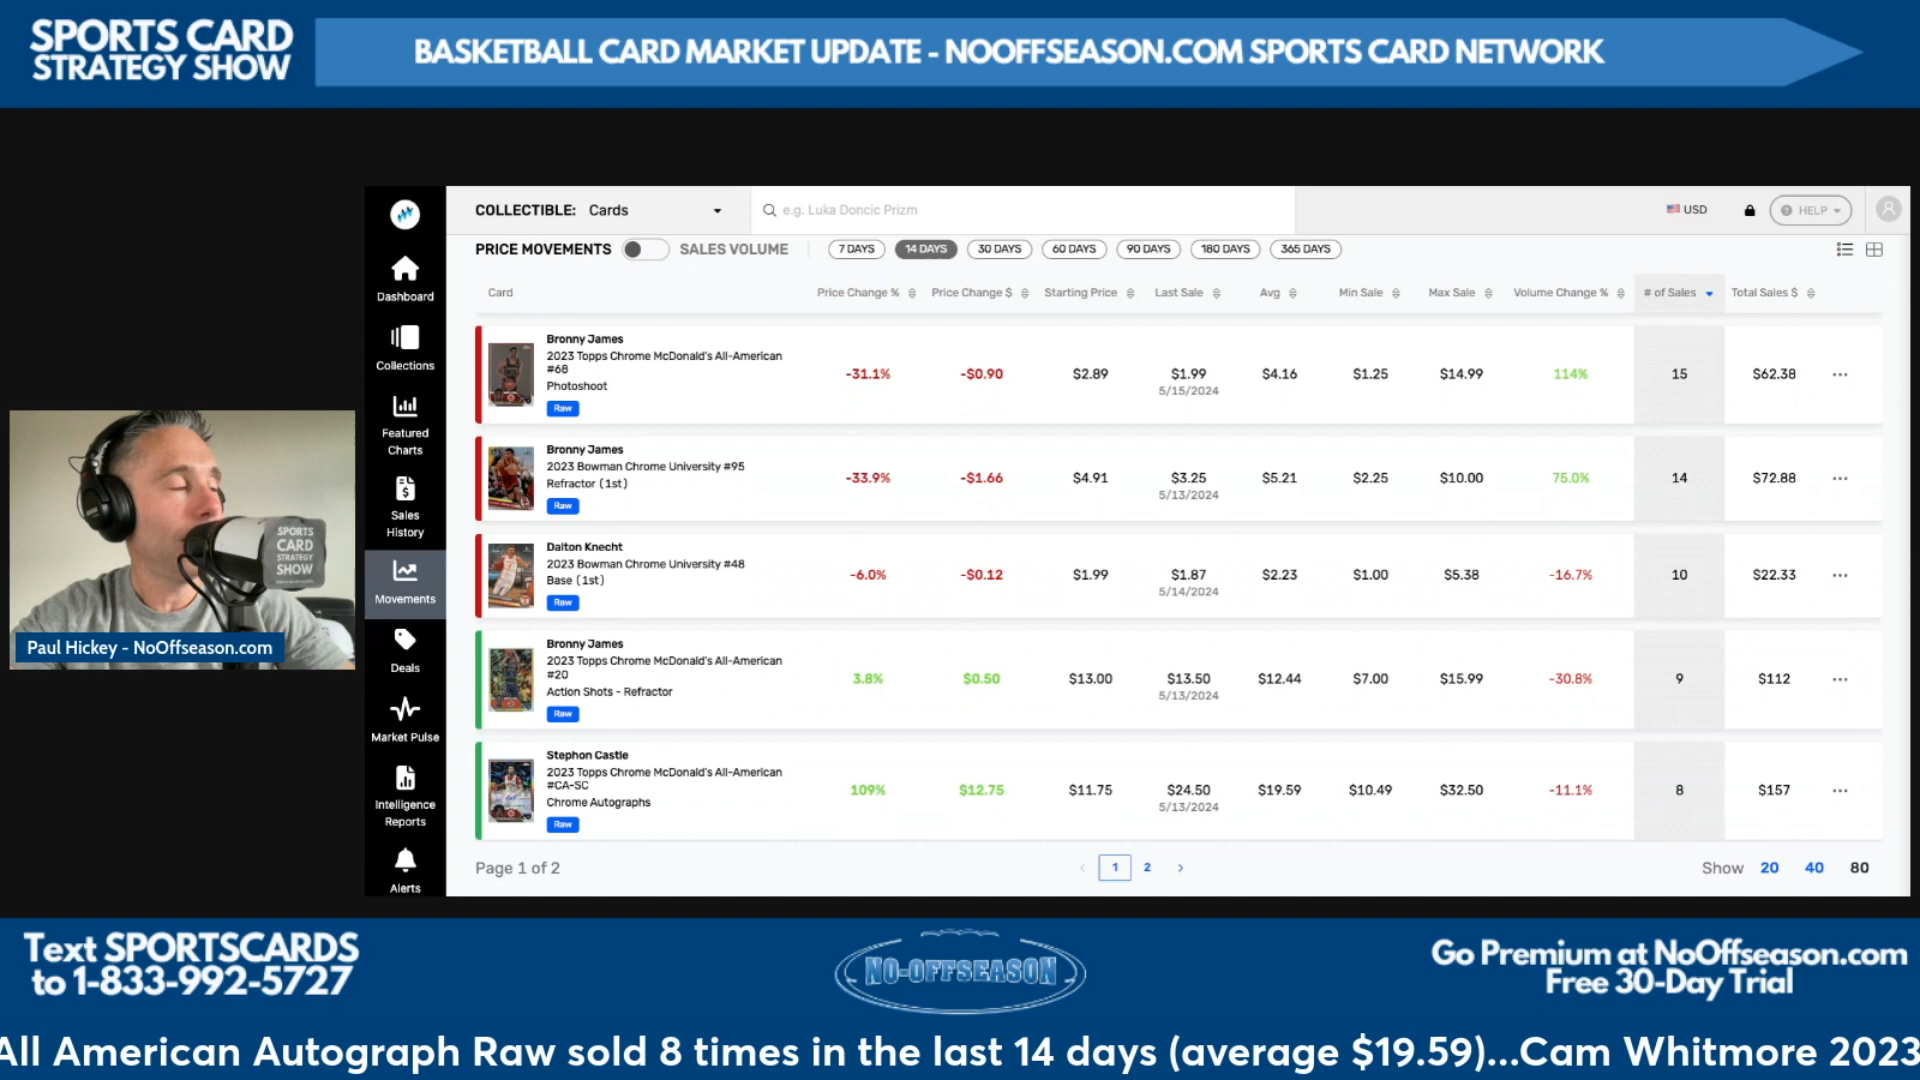 SPORTS CARD
STRATEGY SHOW
BASKETBALL CARD MARKET UPDATE - NOOFFSEASON.COM SPORTS CARD NETWORK
COLLECTIBLE: Cards
e.g. Luka Doncic Prizm
USD
HELP
PRICE MOVEMENTS SALES VOLUME 7 DAYS 14 DAYS 30 DAYS 60 DAYS 90 DAYS 180 DAYS 365 DAYS
Card Price Change % Price Change $ Starting Price Last Sale Avg Min Sale Max Sale Volume Change % # of Sales Total Sales $
Dashboard
Collections
Featured
Charts
Sales
History
Movements
Deals
Market Pulse
Intelligence
Reports
Alerts
Bronny James
2023 Topps Chrome McDonald's All-American
#68
Photoshoot
Raw
-31.1% -$0.90 $2.89 $1.99 $4.16 $1.25 $14.99 114% 15 $62.38
5/15/2024
Bronny James
2023 Bowman Chrome University #95
Refractor (1st)
Raw
-33.9% -$1.66 $4.91 $3.25 $5.21 $2.25 $10.00 75.0% 14 $72.88
5/13/2024
Dalton Knecht
2023 Bowman Chrome University #48
Base (1st)
Raw
-6.0% -$0.12 $1.99 $1.87 $2.23 $1.00 $5.38 -16.7% 10 $22.33
5/14/2024
Bronny James
2023 Topps Chrome McDonald's All-American
#20
Action Shots - Refractor
Raw
3.8% $0.50 $13.00 $13.50 $12.44 $7.00 $15.99 -30.8% 9 $112
5/13/2024
Stephon Castle
2023 Topps Chrome McDonald's All-American
#CA-SC
Chrome Autographs
Raw
109% $12.75 $11.75 $24.50 $19.59 $10.49 $32.50 -11.1% 8 $157
5/13/2024
Page 1 of 2
1 2
Show 20 40 80
SPORTS
CARD
STRATEGY
SHOW
Paul Hickey - NoOffseason.com
Text SPORTSCARDS
to 1-833-992-5727
NO-OFFSEASON
Go Premium at NoOffseason.com
Free 30-Day Trial
All American Autograph Raw sold 8 times in the last 14 days (average $19.59)...Cam Whitmore 2023